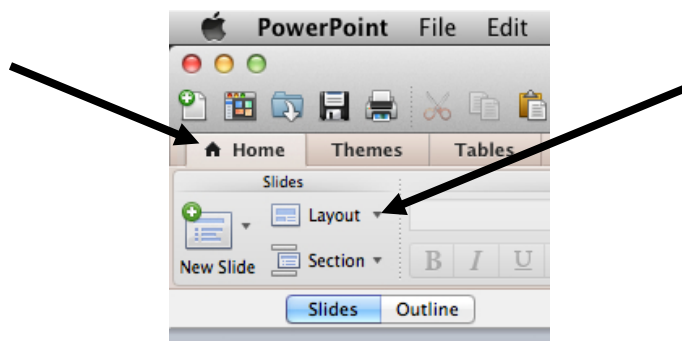 PowerPoint File Edit
Home Themes Tables
Slides
Layout
New Slide Section B I U
Slides Outline